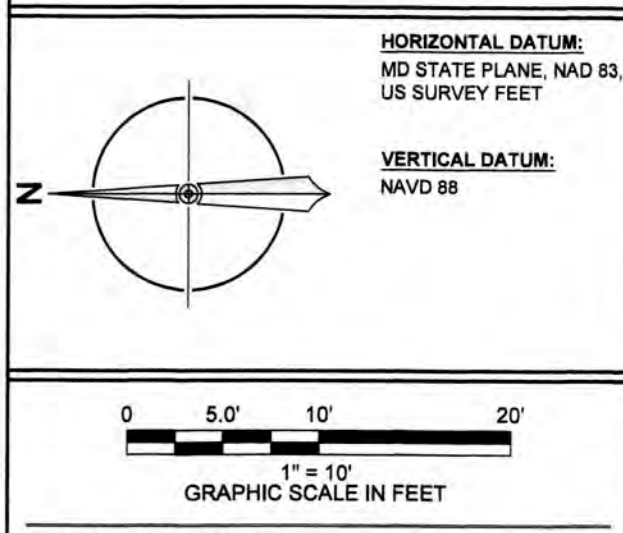 HORIZONTAL DATUM:
MD STATE PLANE, NAD 83,
US SURVEY FEET
VERTICAL DATUM:
NAVD 88
N
0 5.0' 10' 20'
1" = 10'
GRAPHIC SCALE IN FEET